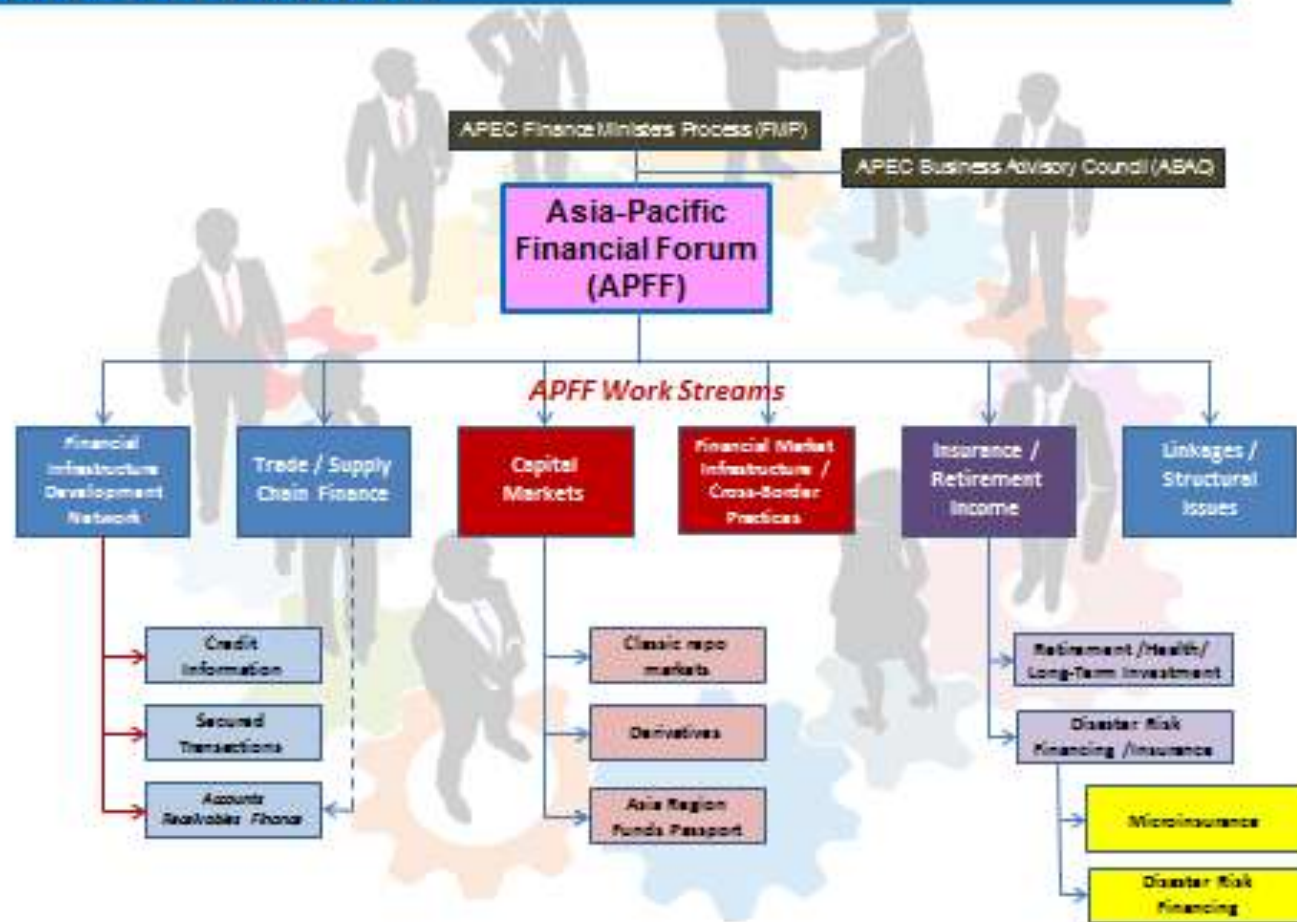 APEC Finance Ministers Process (FMP)
APEC Business Advisory Council (ABAC)
Asia-Pacific
Financial Forum
(APFF)
APFF Work Streams
Financial
Infrastructure
Development
Network
Trade / Supply
Chain Finance
Capital
Markets
Financial Market
Infrastructure /
Cross-Border
Practices
Insurance /
Retirement
Income
Linkages /
Structural
Issues
Credit
Information
Classic repo
markets
Retirement /Health/
Long-Term Investment
Secured
Transactions
Derivatives
Disaster Risk
Financing /Insurance
Accounts
Receivables Finance
Asia Region
Funds Passport
Microinsurance
Disaster Risk
Financing